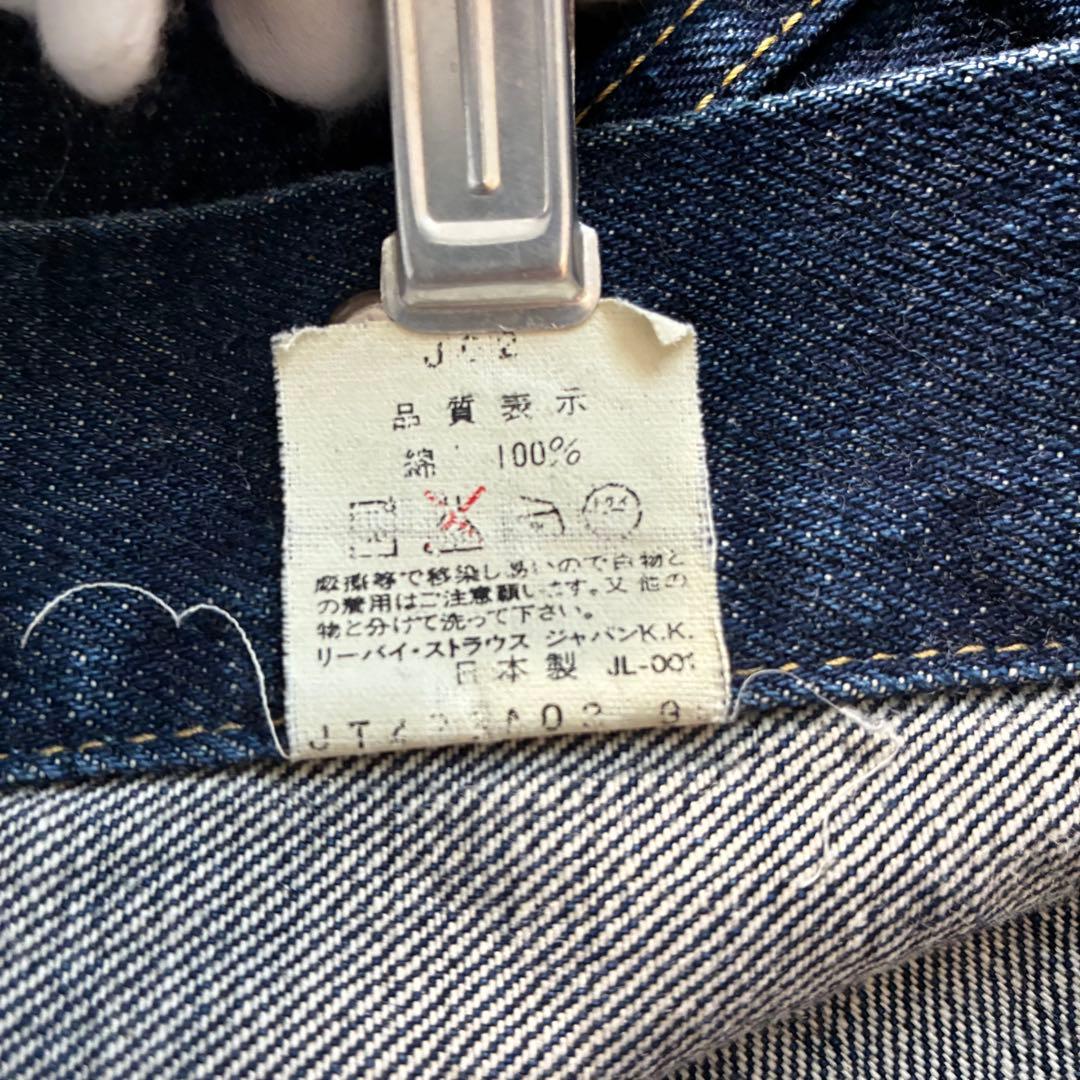 J02
品質表示
綿 100%
摩擦等で移染し易いので白物と
の着用はご注意願います。又他の
物と分けて洗って下さい。
リーバイ・ストラウス ジャパンK.K.
日本製 JL-001